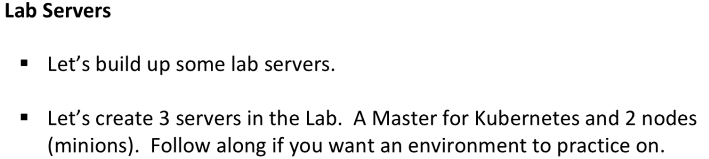 Lab Servers
▪ Let's build up some lab servers.
▪ Let's create 3 servers in the Lab.  A Master for Kubernetes and 2 nodes
(minions).  Follow along if you want an environment to practice on.